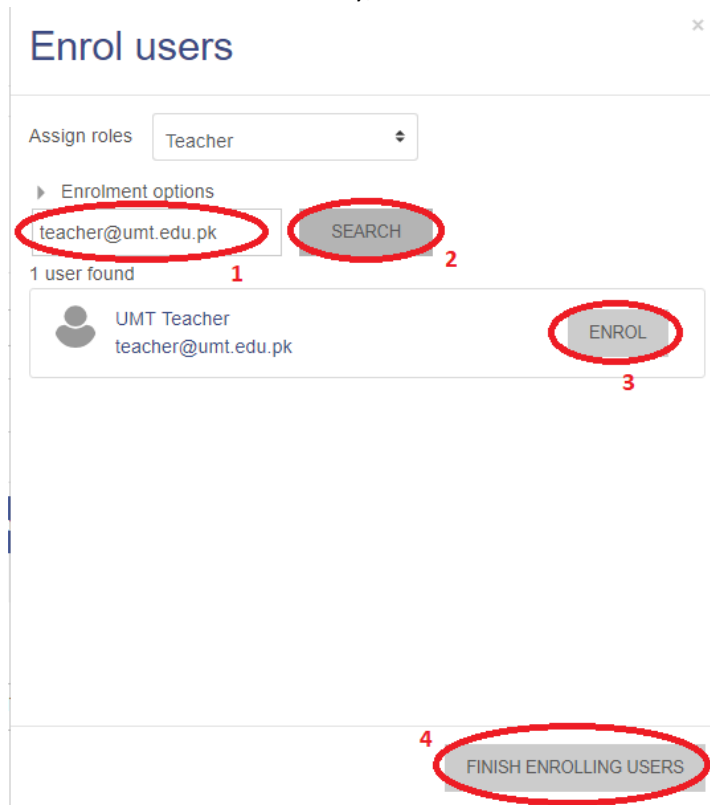 Enrol users
×
Assign roles Teacher
Enrolment options
teacher@umt.edu.pk SEARCH
1 2
1 user found
UMT Teacher
teacher@umt.edu.pk
ENROL
3
4
FINISH ENROLLING USERS